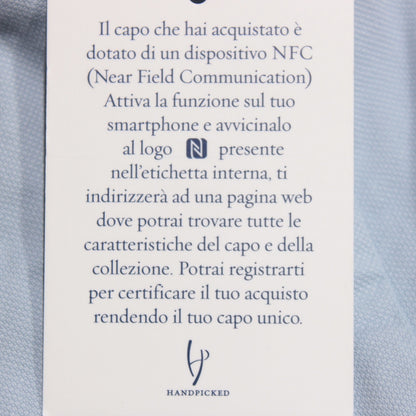 Il capo che hai acquistato è
dotato di un dispositivo NFC
(Near Field Communication)
Attiva la funzione sul tuo
smartphone e avvicinalo
al logo presente
nell'etichetta interna, ti
indirizzerà ad una pagina web
dove potrai trovare tutte le
caratteristiche del capo e della
collezione. Potrai registrarti
per certificare il tuo acquisto
rendendo il tuo capo unico.
HANDPICKED